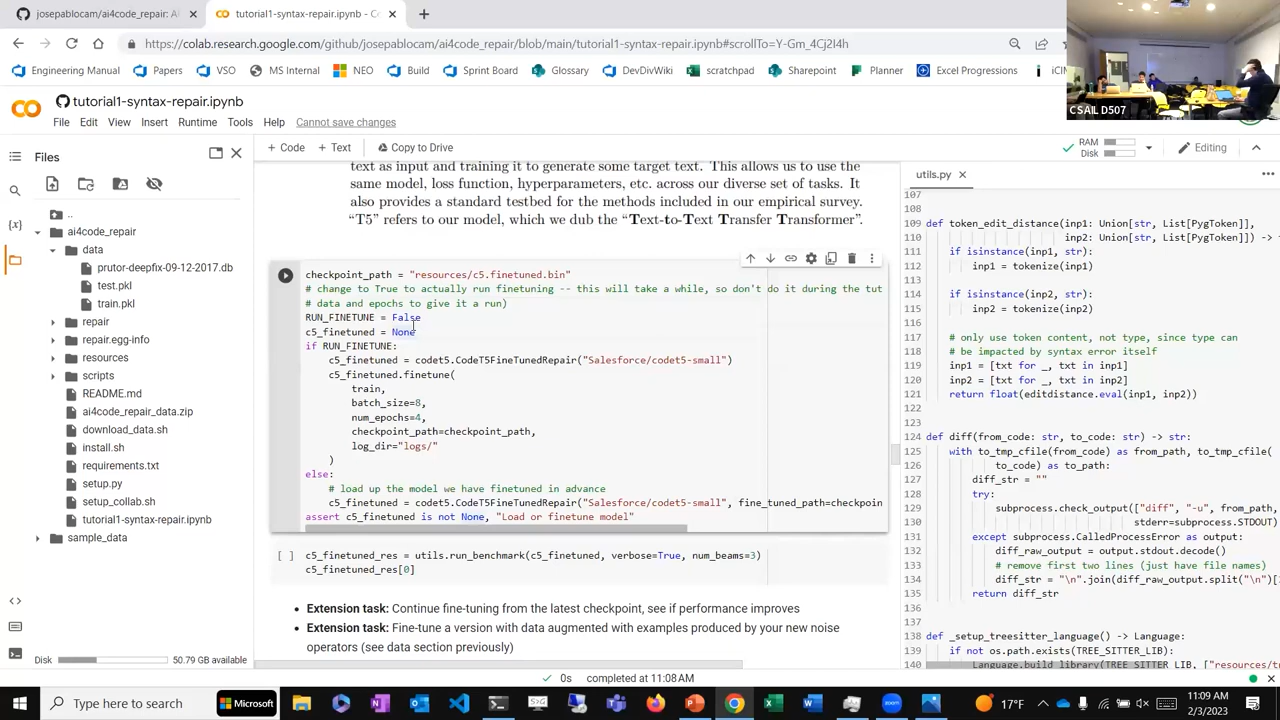 josepablocam/ai4code_repair: A
tutorial1-syntax-repair.ipynb - C
https://colab.research.google.com/github/josepablocam/ai4code_repair/blob/main/tutorial1-syntax-repair.ipynb#scrollTo=Y-Gm_4Cj2I4h
Engineering Manual
Papers
VSO
MS Internal
NEO
Build
Sprint Board
Glossary
DevDivWiki
scratchpad
Sharepoint
Planner
Excel Progressions
CSAIL D507
tutorial1-syntax-repair.ipynb
File Edit View Insert Runtime Tools Help Cannot save changes
+ Code + Text Copy to Drive
RAM
Disk
Editing
Files
..
ai4code_repair
data
prutor-deepfix-09-12-2017.db
test.pkl
train.pkl
repair
repair.egg-info
resources
scripts
README.md
ai4code_repair_data.zip
download_data.sh
install.sh
requirements.txt
setup.py
setup_collab.sh
tutorial1-syntax-repair.ipynb
sample_data
Disk
50.79 GB available
text as input and training it to generate some target text. This allows us to use the
same model, loss function, hyperparameters, etc. across our diverse set of tasks. It
also provides a standard testbed for the methods included in our empirical survey.
“T5” refers to our model, which we dub the “Text-to-Text Transfer Transformer”.
checkpoint_path = "resources/c5.finetuned.bin"
# change to True to actually run finetuning -- this will take a while, so don't do it during the tut
# data and epochs to give it a run)
RUN_FINETUNE = False
c5_finetuned = None
if RUN_FINETUNE:
c5_finetuned = codet5.CodeT5FineTunedRepair("Salesforce/codet5-small")
c5_finetuned.finetune(
train,
batch_size=8,
num_epochs=4,
checkpoint_path=checkpoint_path,
log_dir="logs/"
)
else:
# load up the model we have finetuned in advance
c5_finetuned = codet5.CodeT5FineTunedRepair("Salesforce/codet5-small", fine_tuned_path=checkpoin
assert c5_finetuned is not None, "Load or finetune model"
[ ] c5_finetuned_res = utils.run_benchmark(c5_finetuned, verbose=True, num_beams=3)
c5_finetuned_res[0]
• Extension task: Continue fine-tuning from the latest checkpoint, see if performance improves
• Extension task: Fine-tune a version with data augmented with examples produced by your new noise
operators (see data section previously)
utils.py
107
108
109 def token_edit_distance(inp1: Union[str, List[PygToken]],
110 inp2: Union[str, List[PygToken]]) ->
111 if isinstance(inp1, str):
112 inp1 = tokenize(inp1)
113
114 if isinstance(inp2, str):
115 inp2 = tokenize(inp2)
116
117 # only use token content, not type, since type can
118 # be impacted by syntax error itself
119 inp1 = [txt for _, txt in inp1]
120 inp2 = [txt for _, txt in inp2]
121 return float(editdistance.eval(inp1, inp2))
122
123
124 def diff(from_code: str, to_code: str) -> str:
125 with to_tmp_cfile(from_code) as from_path, to_tmp_cfile(
126 to_code) as to_path:
127 diff_str = ""
128 try:
129 subprocess.check_output(["diff", "-u", from_path,
130 stderr=subprocess.STDOUT)
131 except subprocess.CalledProcessError as output:
132 diff_raw_output = output.stdout.decode()
133 # remove first two lines (just have file names)
134 diff_str = "\n".join(diff_raw_output.split("\n")[
135 return diff_str
136
137
138 def _setup_treesitter_language() -> Language:
139 if not os.path.exists(TREE_SITTER_LIB):
140 Language.build_library(TREE_SITTER_LIB, ["resources/t
0s completed at 11:08 AM
Type here to search
Microsoft
17°F
11:09 AM
2/3/2023